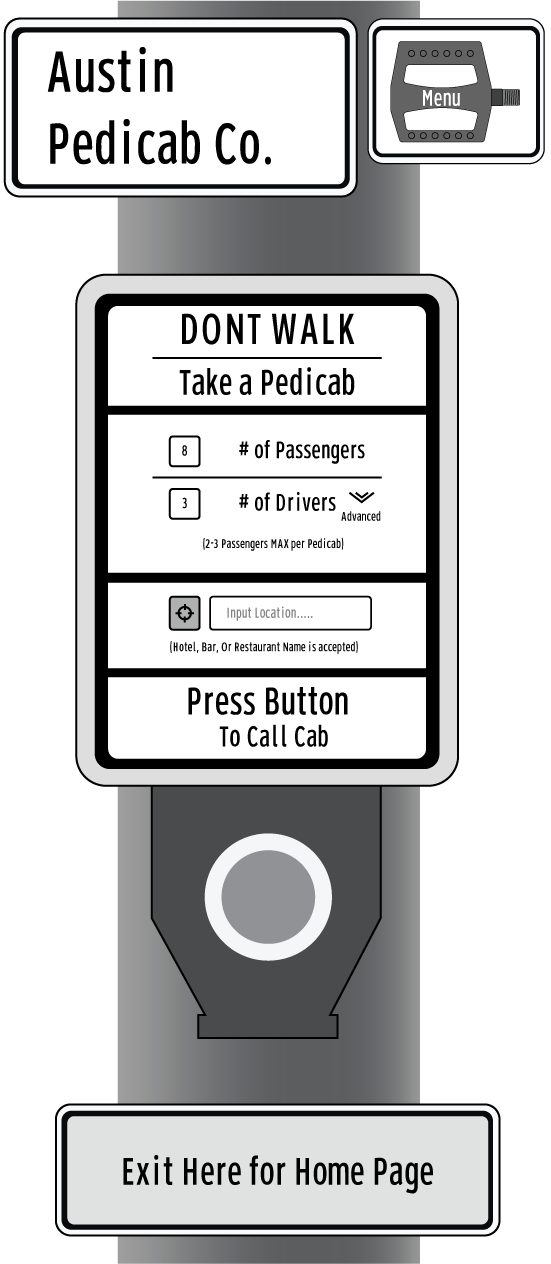 Austin
Pedicab Co.
Menu
DONT WALK
Take a Pedicab
8 # of Passengers
3 # of Drivers
Advanced
(2-3 Passengers MAX per Pedicab)
Input Location.....
(Hotel, Bar, Or Restaurant Name is accepted)
Press Button
To Call Cab
Exit Here for Home Page